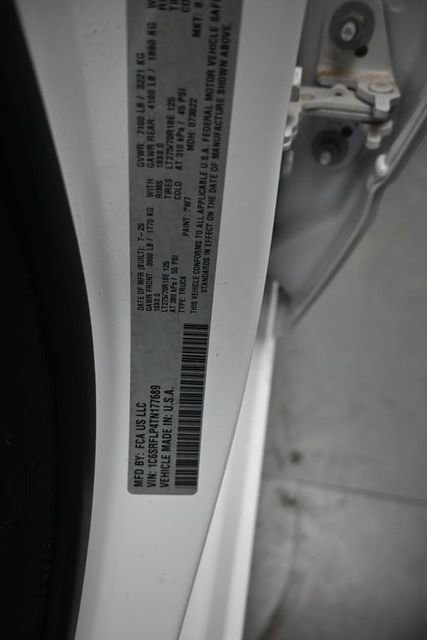 MFD BY: FCA US LLC
VIN: 1C6SRFLP4TN177689
VEHICLE MADE IN: U.S.A.
DATE OF MFR (BUILT): 7-25 GVWR: 7100 LB / 3221 KG
GAWR FRONT: 3900 LB / 1770 KG WITH GAWR REAR: 4100 LB / 1860 KG
18X8.0 RIMS 18X8.0
LT275/70R18E 125 TIRES LT275/70R18E 125
AT 380 kPa / 55 PSI COLD AT 310 kPa / 45 PSI
TYPE: TRUCK MDH: 073022
PAINT: PW7 MKT:
THIS VEHICLE CONFORMS TO ALL APPLICABLE U.S.A. FEDERAL MOTOR VEHICLE
STANDARDS IN EFFECT ON THE DATE OF MANUFACTURE SHOWN ABOVE.